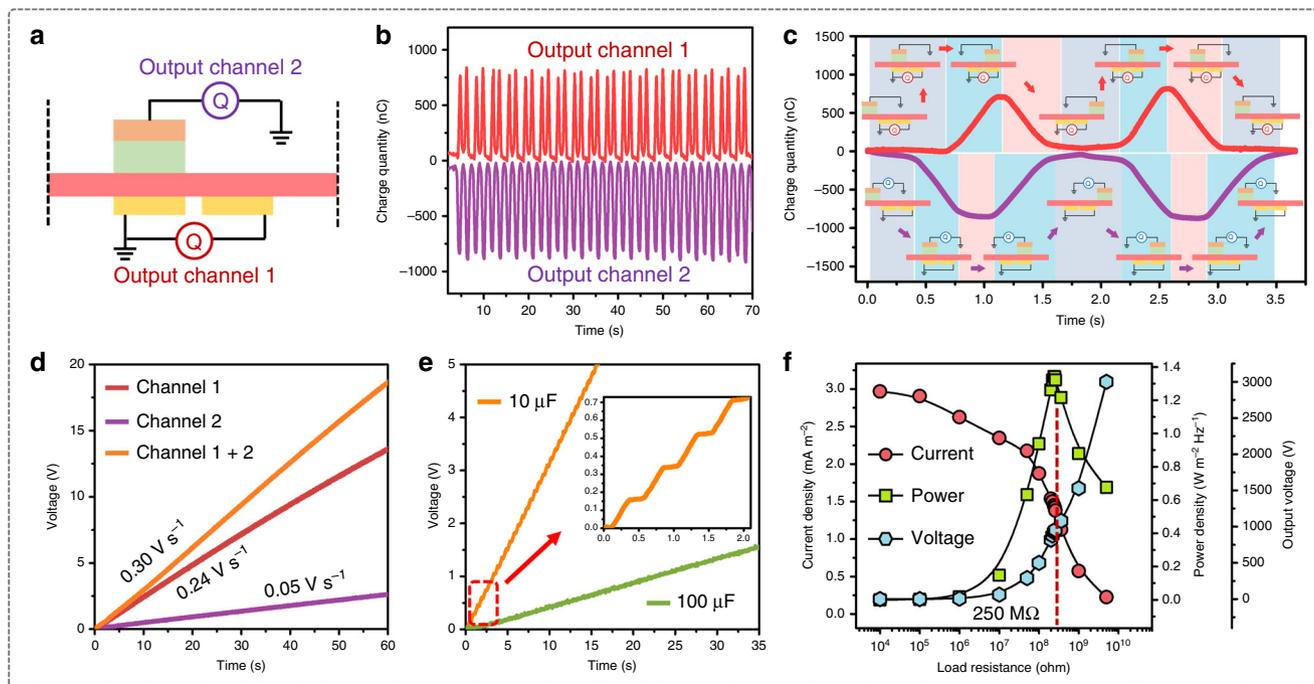 a
Output channel 2
Q
Q
Output channel 1
b
Output channel 1
Output channel 2
Charge quantity (nC)
1000
500
0
−500
−1000
10 20 30 40 50 60 70
Time (s)
c
Charge quantity (nC)
1500
1000
500
0
−500
−1000
−1500
0.0 0.5 1.0 1.5 2.0 2.5 3.0 3.5
Time (s)
d
Voltage (V)
20
15
10
5
0
Channel 1
Channel 2
Channel 1 + 2
0.30 V s⁻¹
0.24 V s⁻¹
0.05 V s⁻¹
0 10 20 30 40 50 60
Time (s)
e
Voltage (V)
5
4
3
2
1
0
10 µF
0.7
0.6
0.5
0.4
0.3
0.2
0.1
0.0
0.0 0.5 1.0 1.5 2.0
100 µF
0 5 10 15 20 25 30 35
Time (s)
f
Current density (mA m⁻²)
3.0
2.5
2.0
1.5
1.0
0.5
0.0
Current
Power
Voltage
250 MΩ
10⁴ 10⁵ 10⁶ 10⁷ 10⁸ 10⁹ 10¹⁰
Load resistance (ohm)
1.4
1.2
1.0
0.8
0.6
0.4
0.2
0.0
Power density (W m⁻² Hz⁻¹)
3000
2500
2000
1500
1000
500
0
Output voltage (V)